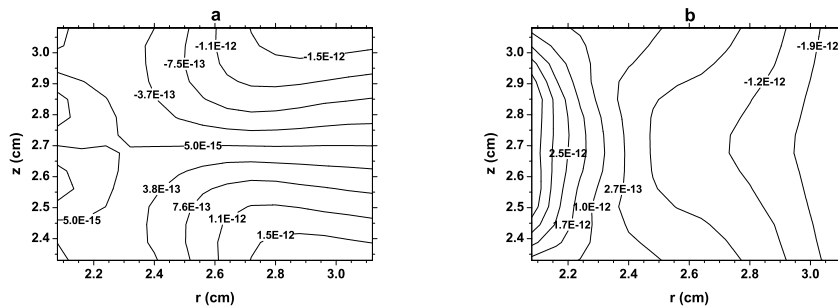 a
z (cm)
3.0
2.9
2.8
2.7
2.6
2.5
2.4
2.2
2.4
2.6
2.8
3.0
r (cm)
-1.1E-12
-1.5E-12
-7.5E-13
-3.7E-13
5.0E-15
3.8E-13
7.6E-13
5.0E-15
1.1E-12
1.5E-12
b
z (cm)
3.0
2.9
2.8
2.7
2.6
2.5
2.4
2.2
2.4
2.6
2.8
3.0
r (cm)
-1.9E-12
-1.2E-12
2.5E-12
2.7E-13
1.0E-12
1.7E-12